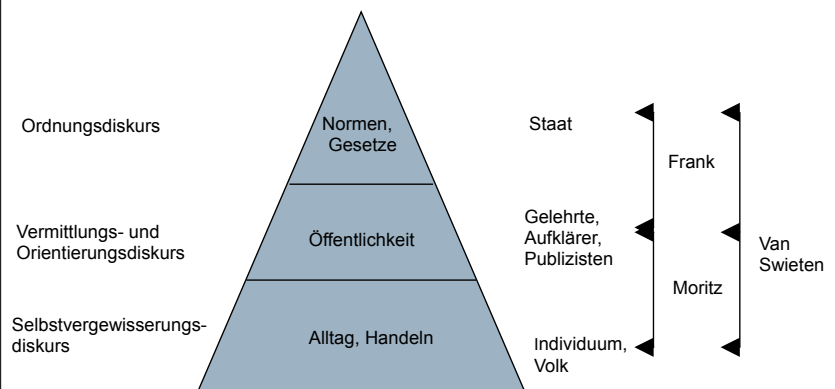 Ordnungsdiskurs
Normen,
Gesetze
Staat
Frank
Vermittlungs- und
Orientierungsdiskurs
Öffentlichkeit
Gelehrte,
Aufklärer,
Publizisten
Van
Swieten
Moritz
Selbstvergewisserungs-
diskurs
Alltag, Handeln
Individuum,
Volk